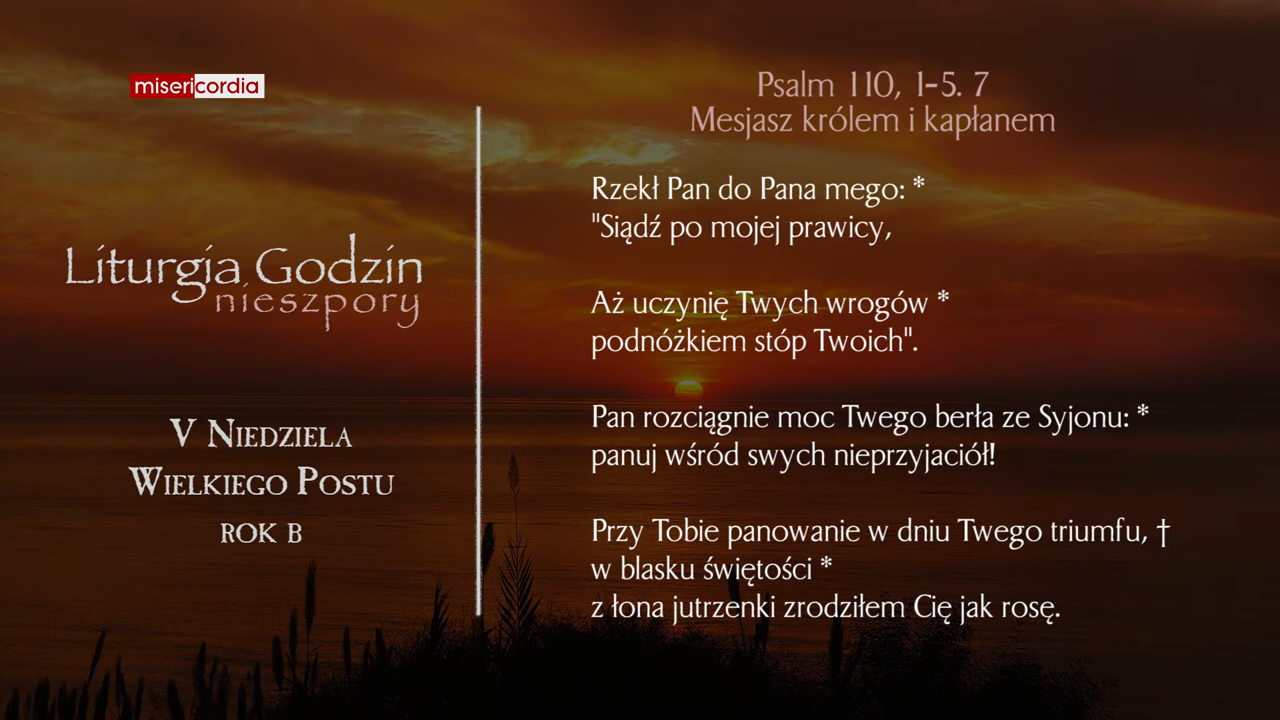 misericordia
Liturgia Godzin
nieszpory
V Niedziela
Wielkiego Postu
rok B
Psalm 110, 1-5. 7
Mesjasz królem i kapłanem
Rzekł Pan do Pana mego: *
"Siądź po mojej prawicy,
Aż uczynię Twych wrogów *
podnóżkiem stóp Twoich".
Pan rozciągnie moc Twego berła ze Syjonu: *
panuj wśród swych nieprzyjaciół!
Przy Tobie panowanie w dniu Twego triumfu, †
w blasku świętości *
z łona jutrzenki zrodziłem Cię jak rosę.